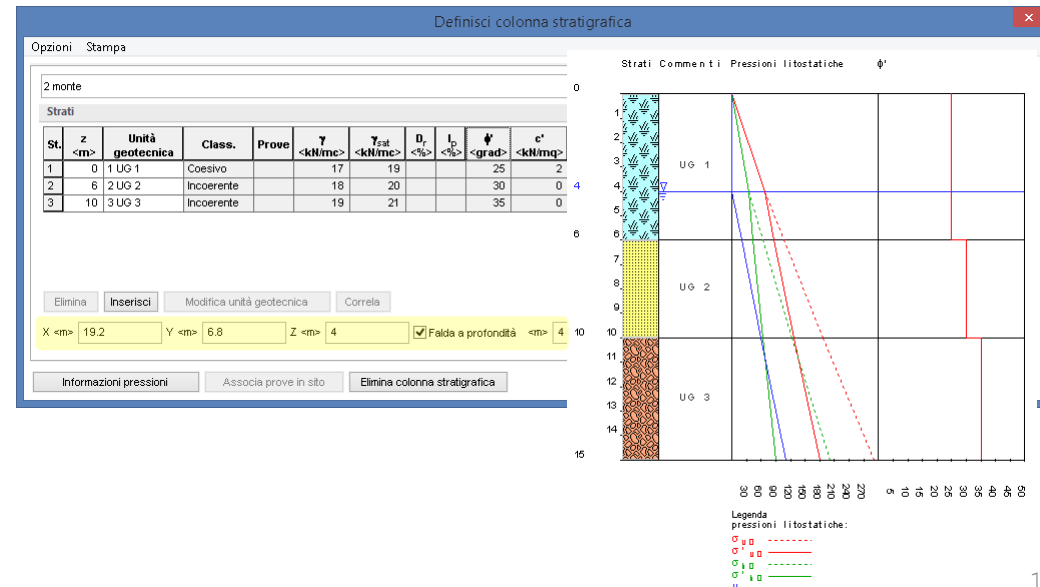 Definisci colonna stratigrafica
Opzioni Stampa
2 monte
Strati
St. z <m> Unità geotecnica Class. Prove γ <kN/mc> γsat <kN/mc> Dr <%> Ip <%> ϕ' <grad> c' <kN/mq>
1 0 1 UG 1 Coesivo 17 19 25 2
2 6 2 UG 2 Incoerente 18 20 30 0
3 10 3 UG 3 Incoerente 19 21 35 0
Elimina Inserisci Modifica unità geotecnica Correla
X <m> 19.2 Y <m> 6.8 Z <m> 4 Falda a profondità <m> 4
Informazioni pressioni Associa prove in sito Elimina colonna stratigrafica
Strati Commenti Pressioni litostatiche ϕ'
0
1
2
3 UG 1
4 4
5
6 6
7
8 UG 2
9
10 10
11
12
13 UG 3
14
15
30 60 90 120 150 180 210 240 270 5 10 15 20 25 30 35 40 45 50
Legenda
pressioni litostatiche:
σ v0
σ' v0
σ h0
σ' h0
u
1